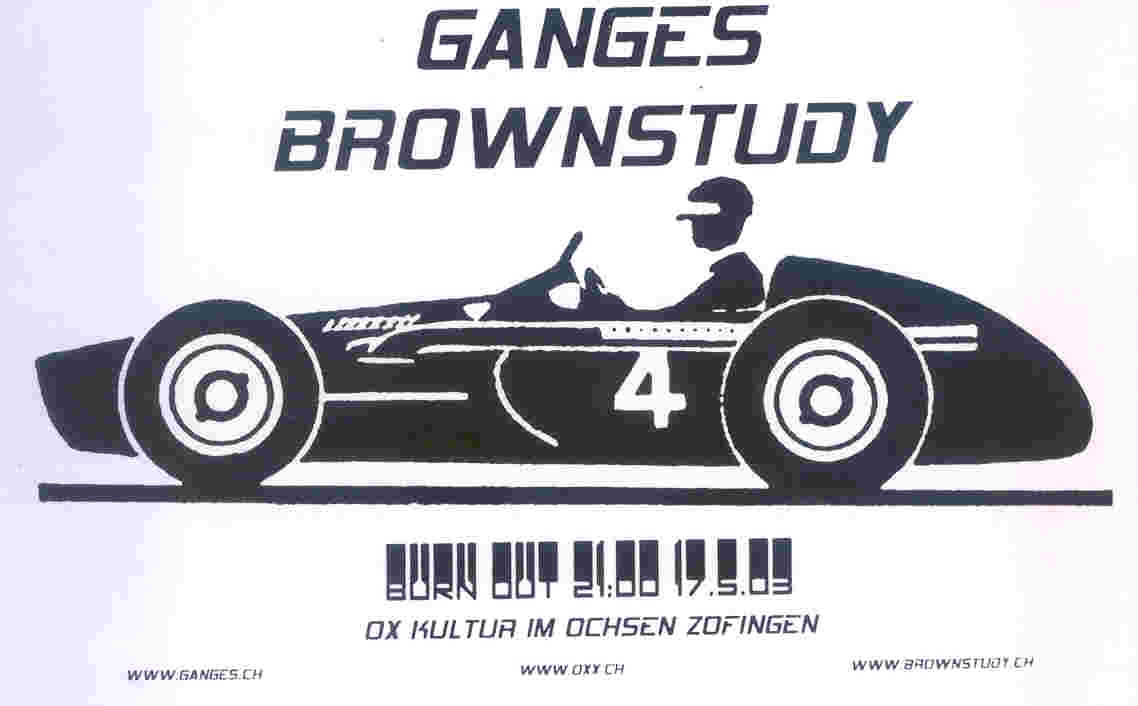 GANGES
BROWNSTUDY
4
BURN OUT 21:00 17.5.03
OX KULTUR IM OCHSEN ZOFINGEN
WWW.GANGES.CH
WWW.OXX.CH
WWW.BROWNSTUDY.CH